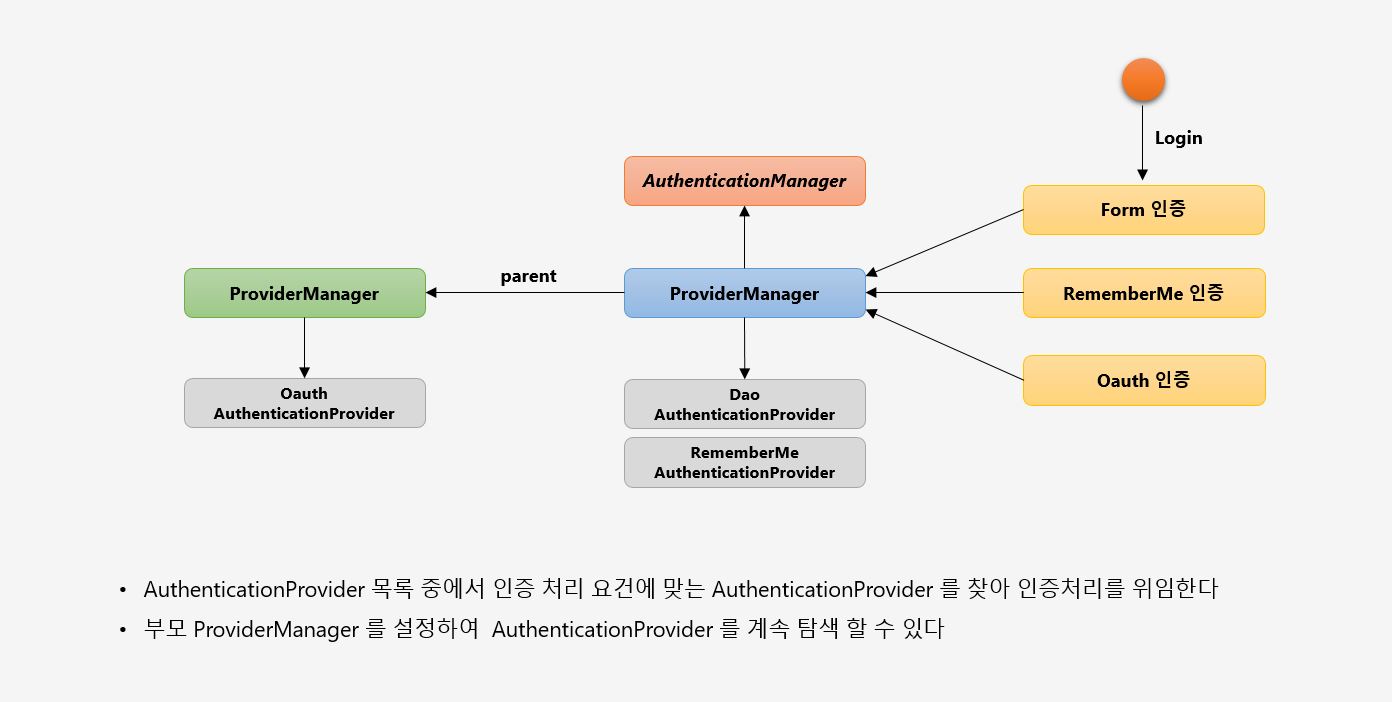 Login
AuthenticationManager
Form 인증
parent
ProviderManager
ProviderManager
RememberMe 인증
Oauth 인증
Oauth
AuthenticationProvider
Dao
AuthenticationProvider
RememberMe
AuthenticationProvider
• AuthenticationProvider 목록 중에서 인증 처리 요건에 맞는 AuthenticationProvider 를 찾아 인증처리를 위임한다
• 부모 ProviderManager 를 설정하여 AuthenticationProvider 를 계속 탐색 할 수 있다